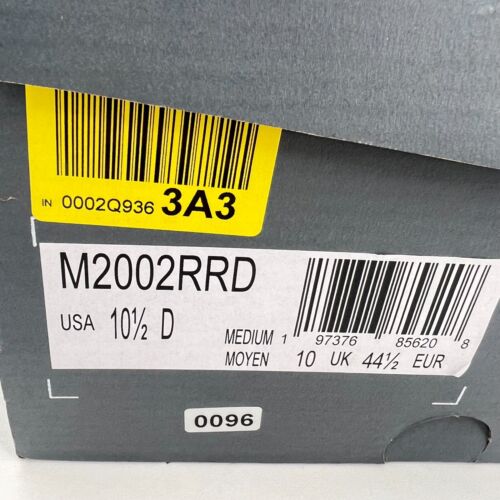 IN 0002Q936 3A3
M2002RRD
USA 10½ D
MEDIUM 1 97376 85620 8
MOYEN 10 UK 44½ EUR
0096